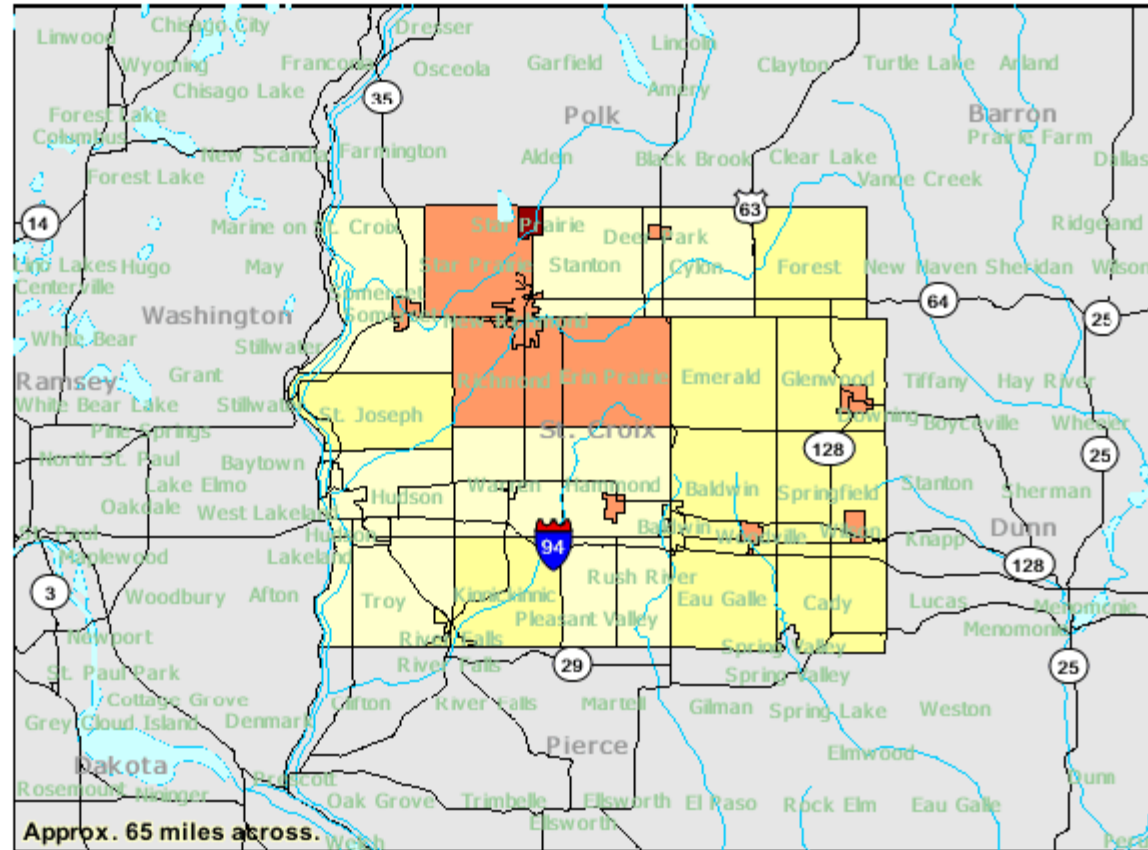 Chisago City
Dresser
Linwood
Lincoln
Wyoming
Franconia
Osceola
Garfield
Clayton
Turtle Lake
Arland
Chisago Lake
Amery
35
Forest Lake
Polk
Barron
Columbus
Prairie Farm
New Scandia
Farmington
Alden
Black Brook
Clear Lake
Dallas
Forest Lake
Vance Creek
63
14
Marine on St. Croix
Star Prairie
Deer Park
Ridgeland
Lino Lakes
Hugo
May
Star Prairie
Stanton
Cylon
Forest
New Haven
Sheridan
Wilson
Centerville
Somerset
64
Washington
Somerset
New Richmond
25
White Bear
Stillwater
Ramsey
Grant
Richmond
Erin Prairie
Emerald
Glenwood
Tiffany
Hay River
White Bear Lake
Stillwater
St. Joseph
Downing
Boyceville
Wheeler
Pine Springs
St. Croix
128
25
North St. Paul
Baytown
Lake Elmo
Hudson
Warren
Hammond
Baldwin
Springfield
Stanton
Sherman
Oakdale
West Lakeland
St. Paul
Hudson
Baldwin
Woodville
Wilson
Knapp
Dunn
Maplewood
Lakeland
94
128
3
Woodbury
Afton
Troy
Kinnickinnic
Rush River
Eau Galle
Cady
Lucas
Menomonie
Pleasant Valley
Newport
River Falls
Spring Valley
Menomonie
St. Paul Park
River Falls
29
Spring Valley
25
Cottage Grove
Clifton
River Falls
Martell
Gilman
Spring Lake
Weston
Grey Cloud Island
Denmark
Pierce
Elmwood
Dakota
Prescott
Dunn
Rosemount
Nininger
Oak Grove
Trimbelle
Ellsworth
El Paso
Rock Elm
Eau Galle
Ellsworth
Approx. 65 miles across.
Welch